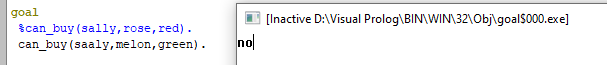 goal
%can_buy(sally,rose,red).
can_buy(saaly,melon,green).
[Inactive D:\Visual Prolog\BIN\WIN\32\Obj\goal$000.exe]
no